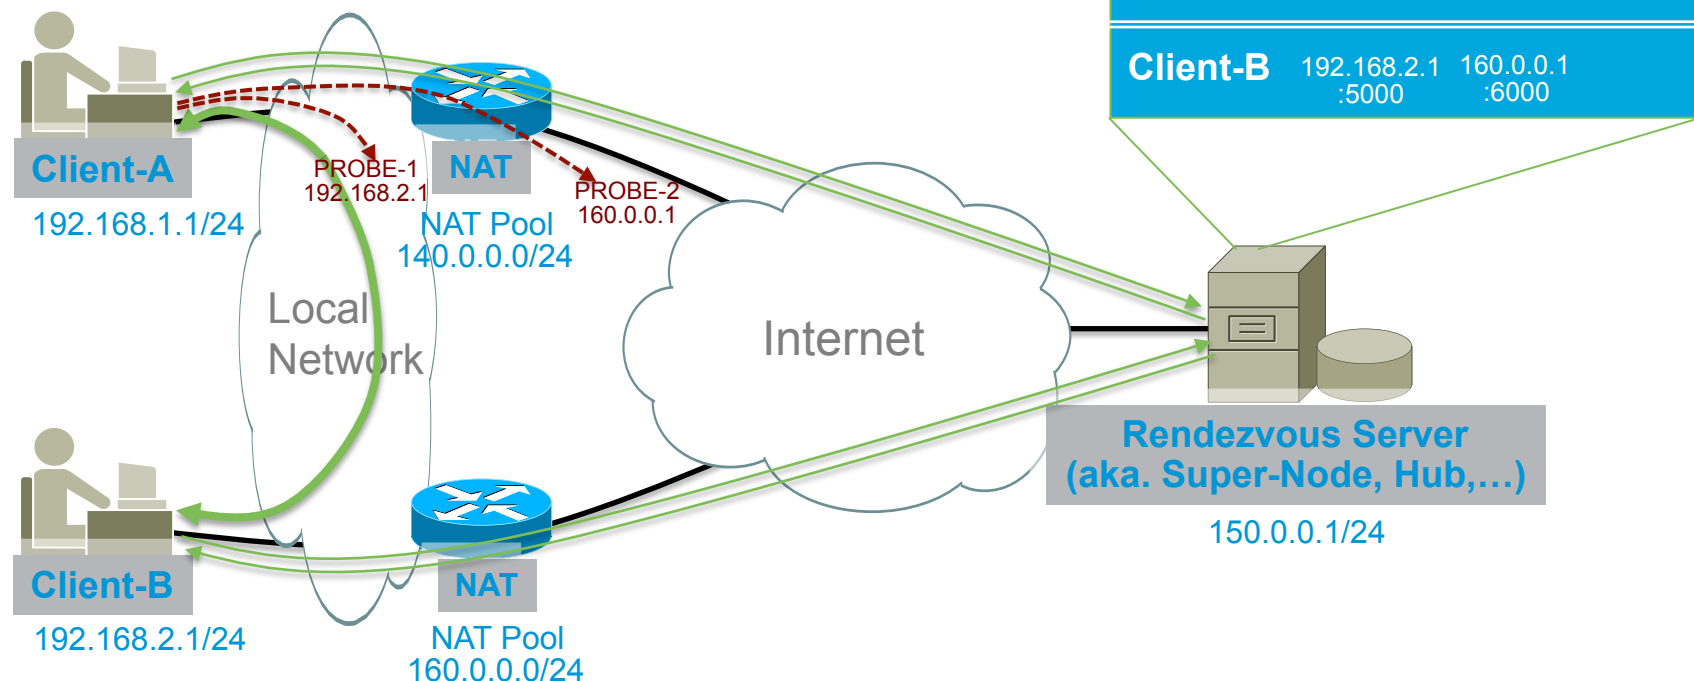 Client-B 192.168.2.1 160.0.0.1
:5000 :6000
Client-A
192.168.1.1/24
PROBE-1
192.168.2.1
NAT
NAT Pool
140.0.0.0/24
PROBE-2
160.0.0.1
Local
Network
Internet
Rendezvous Server
(aka. Super-Node, Hub,…)
150.0.0.1/24
Client-B
192.168.2.1/24
NAT
NAT Pool
160.0.0.0/24